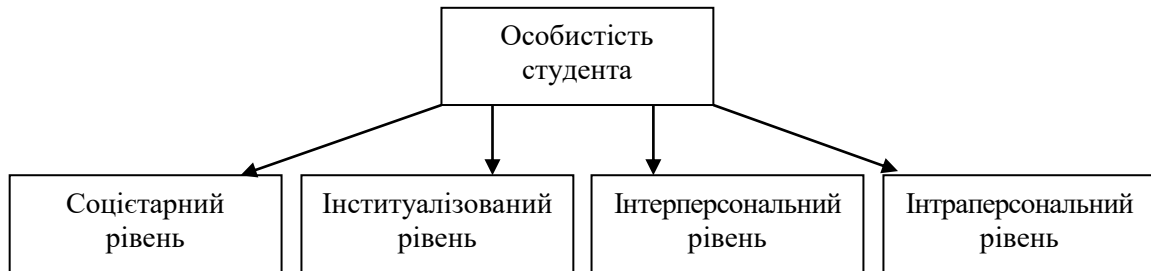 Особистість
студента
Соцієтарний
рівень
Інституалізований
рівень
Інтерперсональний
рівень
Інтраперсональний
рівень